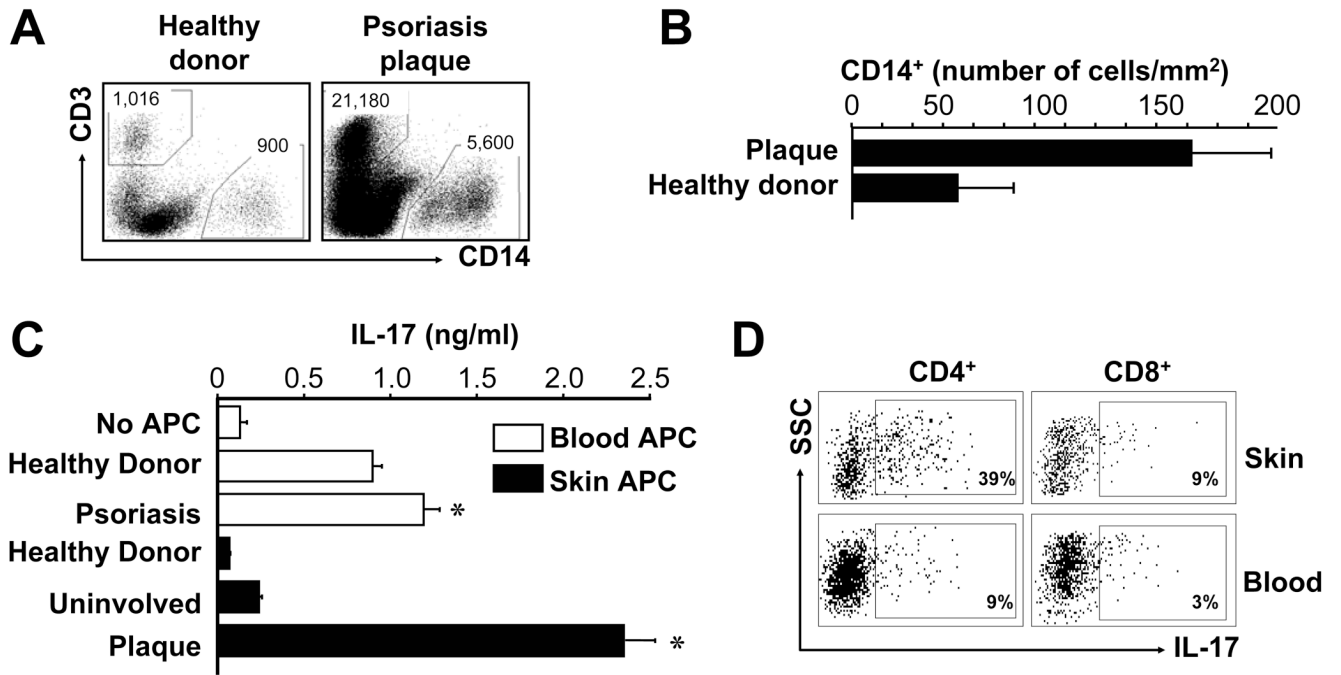 A
Healthy
donor
Psoriasis
plaque
CD3
1,016
900
21,180
5,600
CD14
B
CD14⁺ (number of cells/mm²)
0 50 100 150 200
Plaque
Healthy donor
C
IL-17 (ng/ml)
0 0.5 1.0 1.5 2.0 2.5
No APC
Healthy Donor
Psoriasis
*
Healthy Donor
Uninvolved
Plaque
*
Blood APC
Skin APC
D
CD4⁺ CD8⁺
SSC
39%
9%
Skin
9%
3%
Blood
IL-17